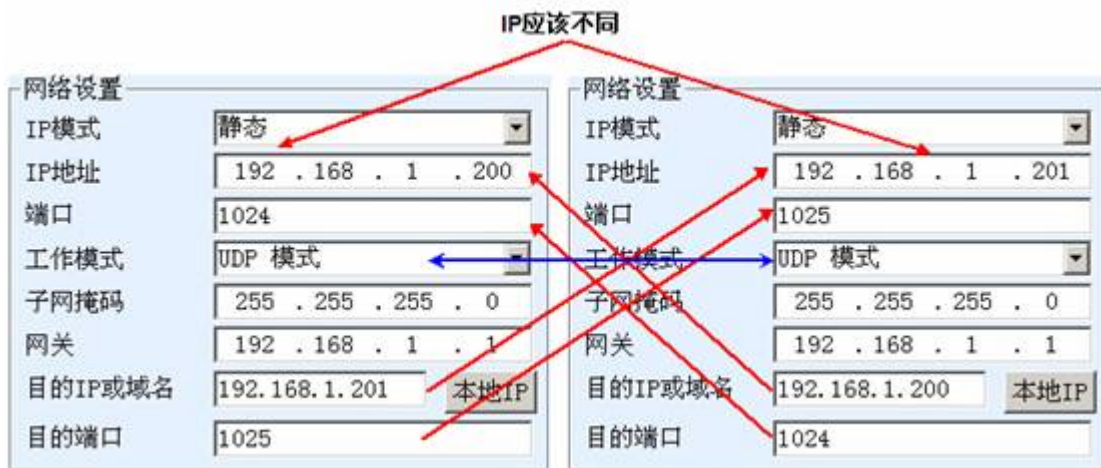 IP应该不同
网络设置
IP模式 静态
IP地址 192 . 168 . 1 . 200
端口 1024
工作模式 UDP 模式
子网掩码 255 . 255 . 255 . 0
网关 192 . 168 . 1 . 1
目的IP或域名 192.168.1.201 本地IP
目的端口 1025
网络设置
IP模式 静态
IP地址 192 . 168 . 1 . 201
端口 1025
工作模式 UDP 模式
子网掩码 255 . 255 . 255 . 0
网关 192 . 168 . 1 . 1
目的IP或域名 192.168.1.200 本地IP
目的端口 1024